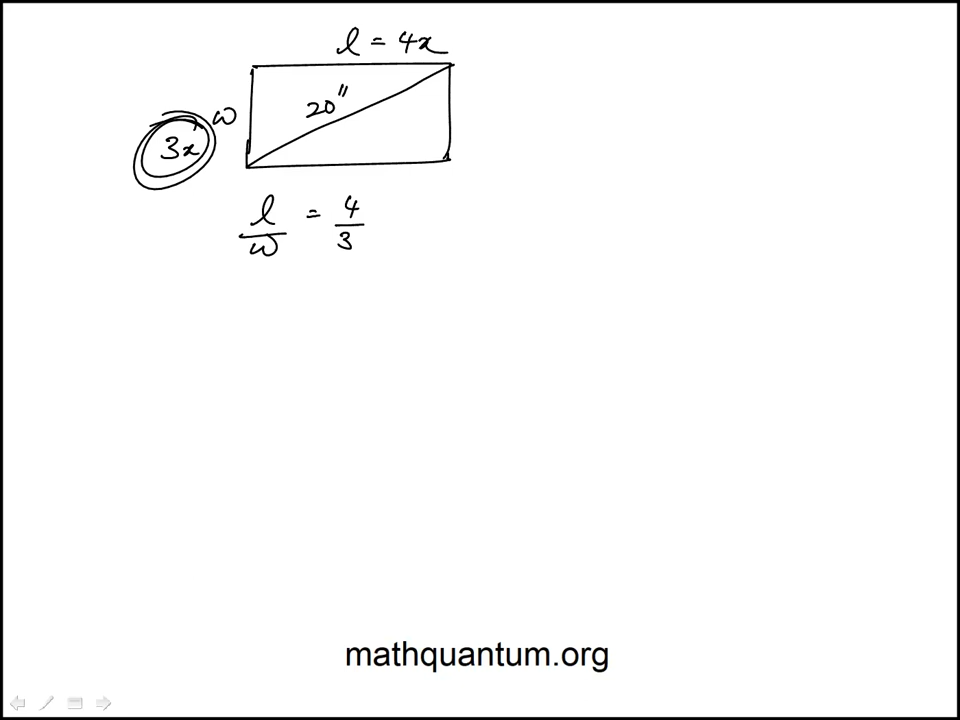 l = 4x
20"
w
3x
l/w = 4/3
mathquantum.org